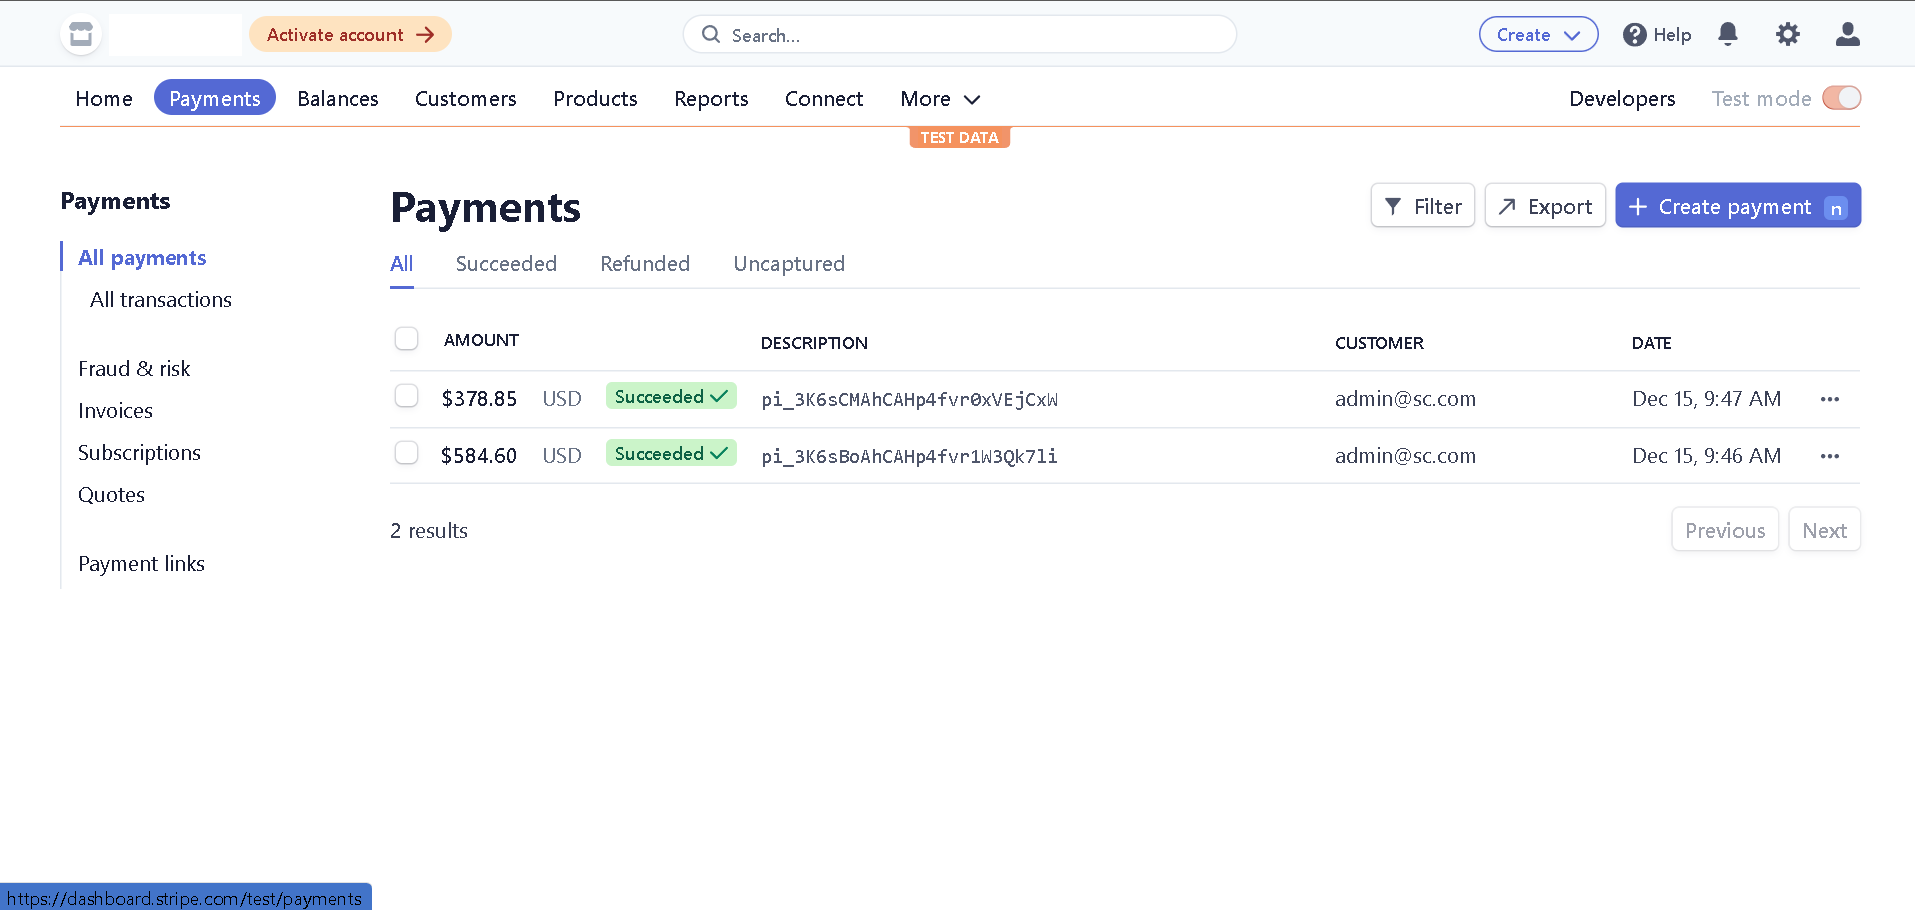 Activate account →
Search...
Create
? Help
Home Payments Balances Customers Products Reports Connect More
Developers Test mode
TEST DATA
Payments
All payments
All transactions
Fraud & risk
Invoices
Subscriptions
Quotes
Payment links
Payments
Filter Export + Create payment n
All Succeeded Refunded Uncaptured
AMOUNT DESCRIPTION CUSTOMER DATE
$378.85 USD Succeeded ✓ pi_3K6sCMAhCAHp4fvr0xVEjCxW admin@sc.com Dec 15, 9:47 AM ...
$584.60 USD Succeeded ✓ pi_3K6sBoAhCAHp4fvr1W3Qk7li admin@sc.com Dec 15, 9:46 AM ...
2 results
Previous Next
https://dashboard.stripe.com/test/payments